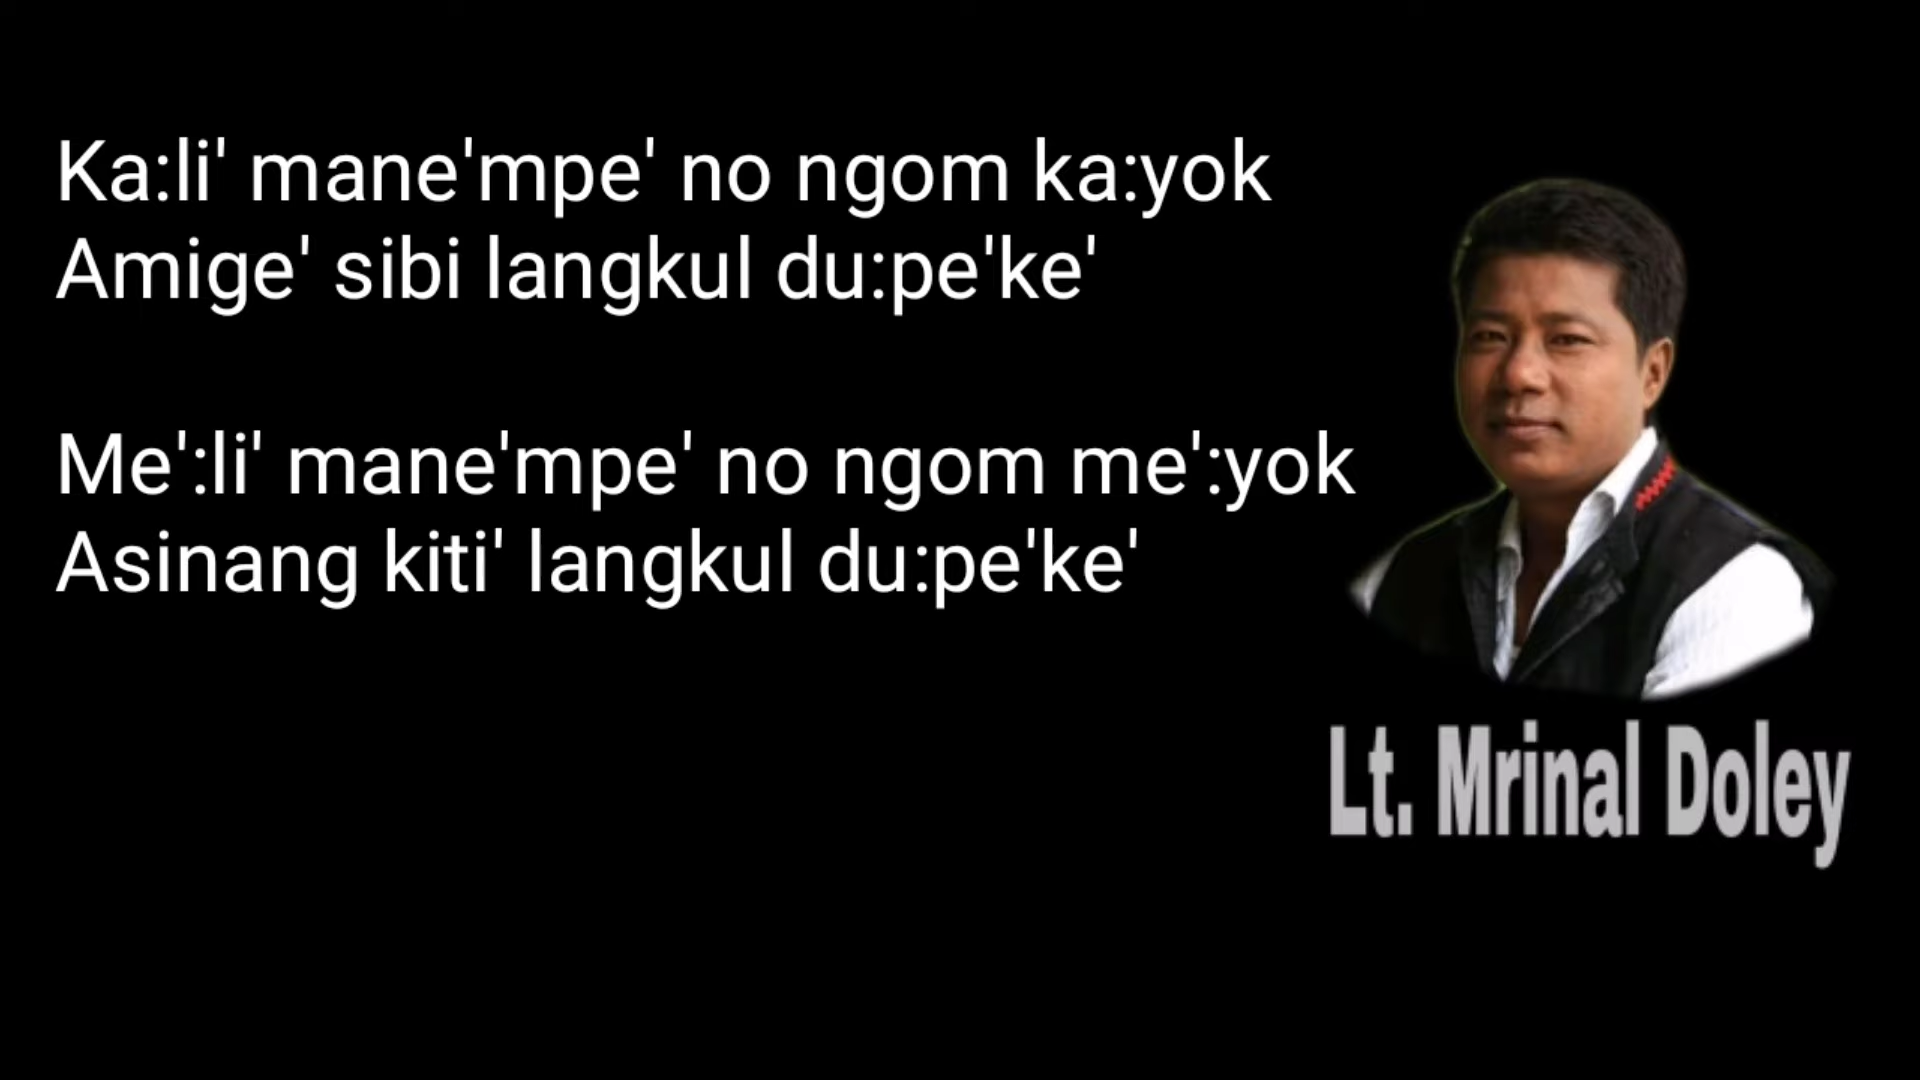 Ka:li' mane'mpe' no ngom ka:yok
Amige' sibi langkul du:pe'ke'
Me':li' mane'mpe' no ngom me':yok
Asinang kiti' langkul du:pe'ke'
Lt. Mrinal Doley